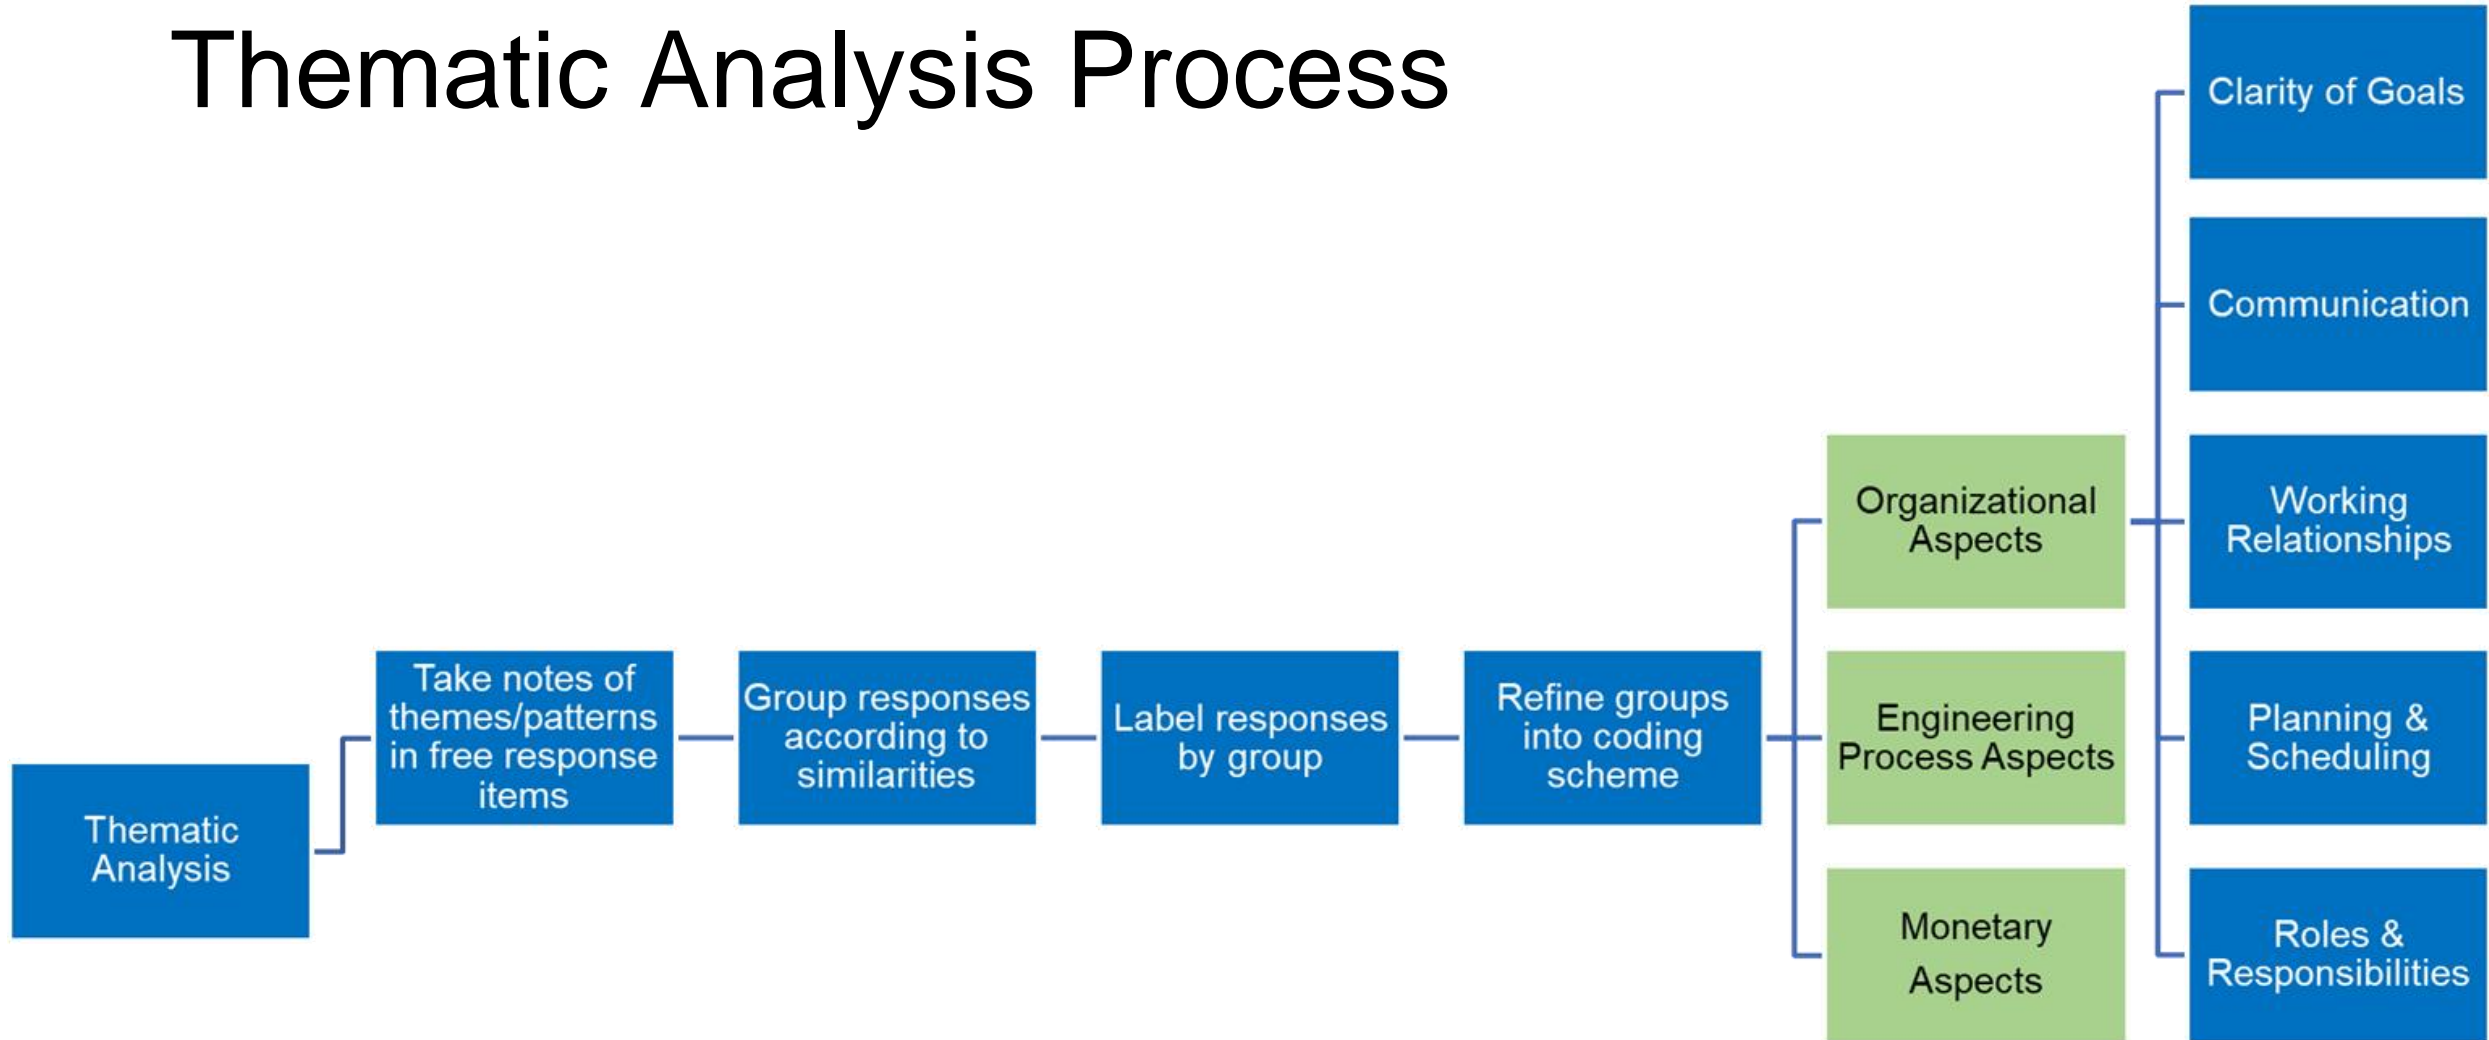 Thematic Analysis Process
Thematic
Analysis
Take notes of
themes/patterns
in free response
items
Group responses
according to
similarities
Label responses
by group
Refine groups
into coding
scheme
Organizational
Aspects
Engineering
Process Aspects
Monetary
Aspects
Clarity of Goals
Communication
Working
Relationships
Planning &
Scheduling
Roles &
Responsibilities